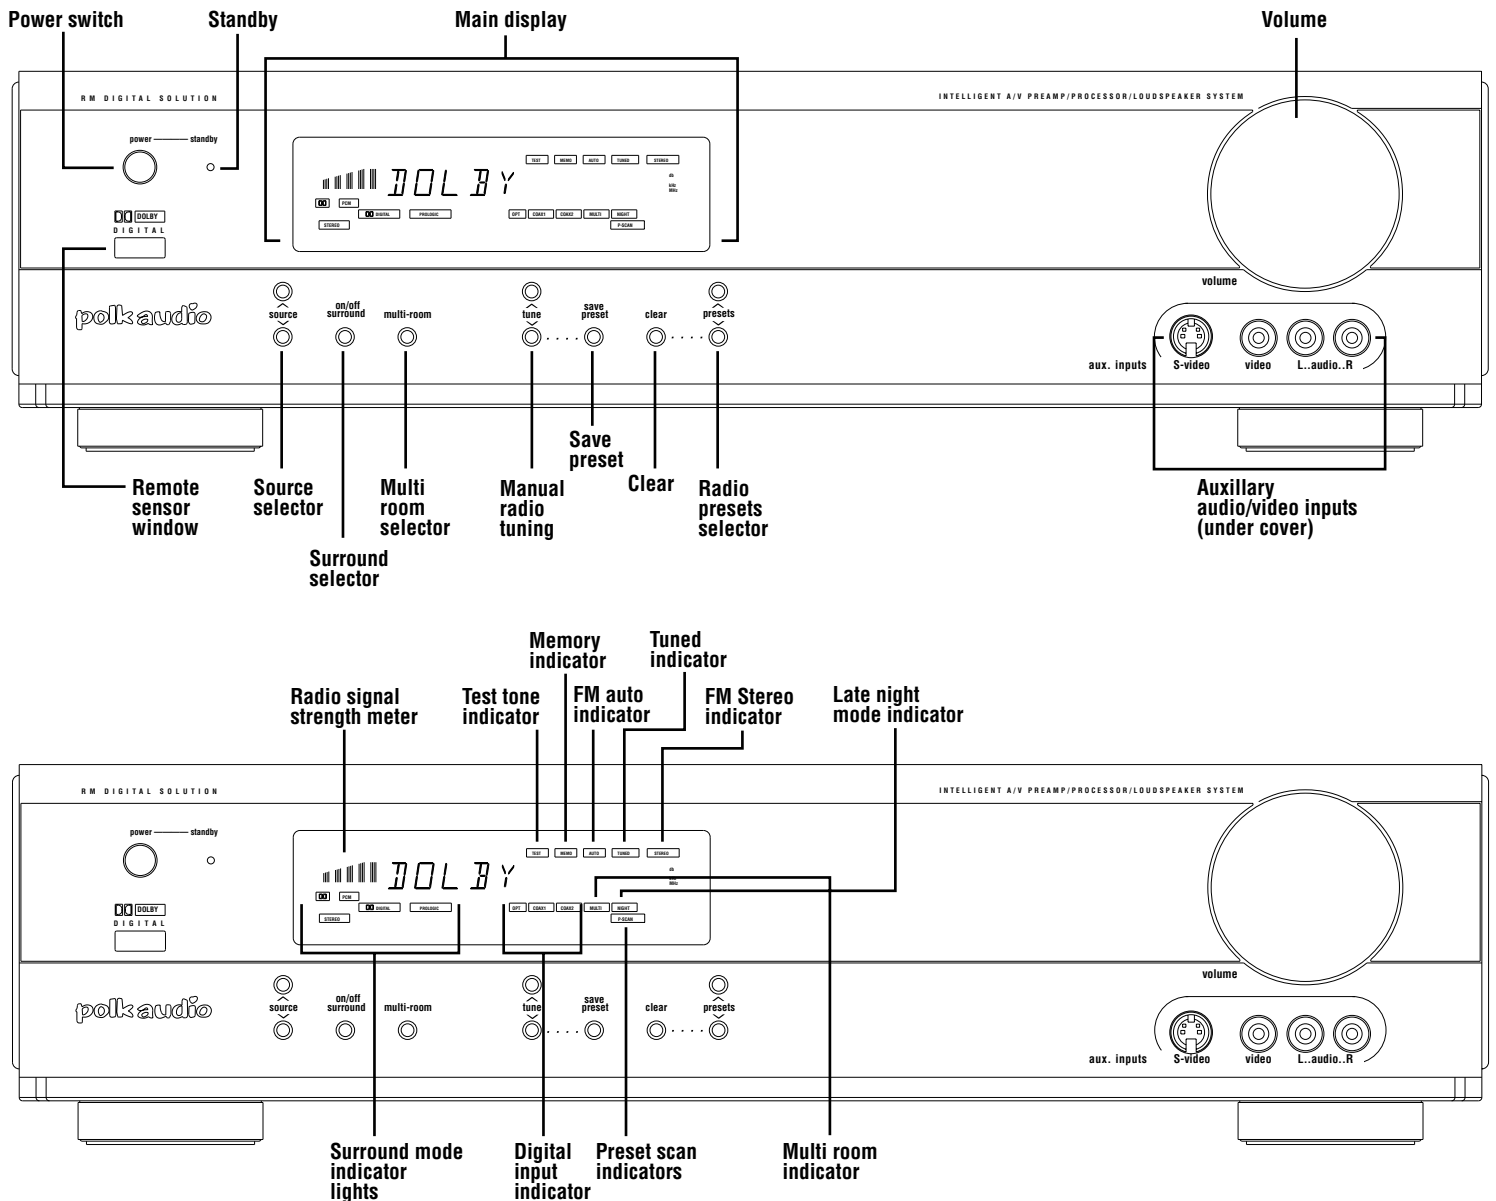 Power switch
Standby
Main display
Volume
RM DIGITAL SOLUTION
INTELLIGENT A/V PREAMP/PROCESSOR/LOUDSPEAKER SYSTEM
power
standby
TEST MEMO AUTO TUNED STEREO
DOLBY
db
kHz
MHz
PCM
DIGITAL PROLOGIC
OPT COAX1 COAX2 MULTI NIGHT
STEREO
P-SCAN
DOLBY
DIGITAL
volume
polk audio
source
on/off
surround
multi-room
tune
save
preset
clear
presets
aux. inputs
S-video
video
L..audio..R
Remote
sensor
window
Source
selector
Surround
selector
Multi
room
selector
Manual
radio
tuning
Save
preset
Clear
Radio
presets
selector
Auxillary
audio/video inputs
(under cover)
Radio signal
strength meter
Test tone
indicator
Memory
indicator
FM auto
indicator
Tuned
indicator
FM Stereo
indicator
Late night
mode indicator
RM DIGITAL SOLUTION
INTELLIGENT A/V PREAMP/PROCESSOR/LOUDSPEAKER SYSTEM
power
standby
TEST MEMO AUTO TUNED STEREO
DOLBY
db
MHz
PCM
DIGITAL PROLOGIC
OPT COAX1 COAX2 MULTI NIGHT
STEREO
P-SCAN
DOLBY
DIGITAL
volume
polk audio
source
on/off
surround
multi-room
tune
save
preset
clear
presets
aux. inputs
S-video
video
L..audio..R
Surround mode
indicator
lights
Digital
input
indicator
Preset scan
indicators
Multi room
indicator